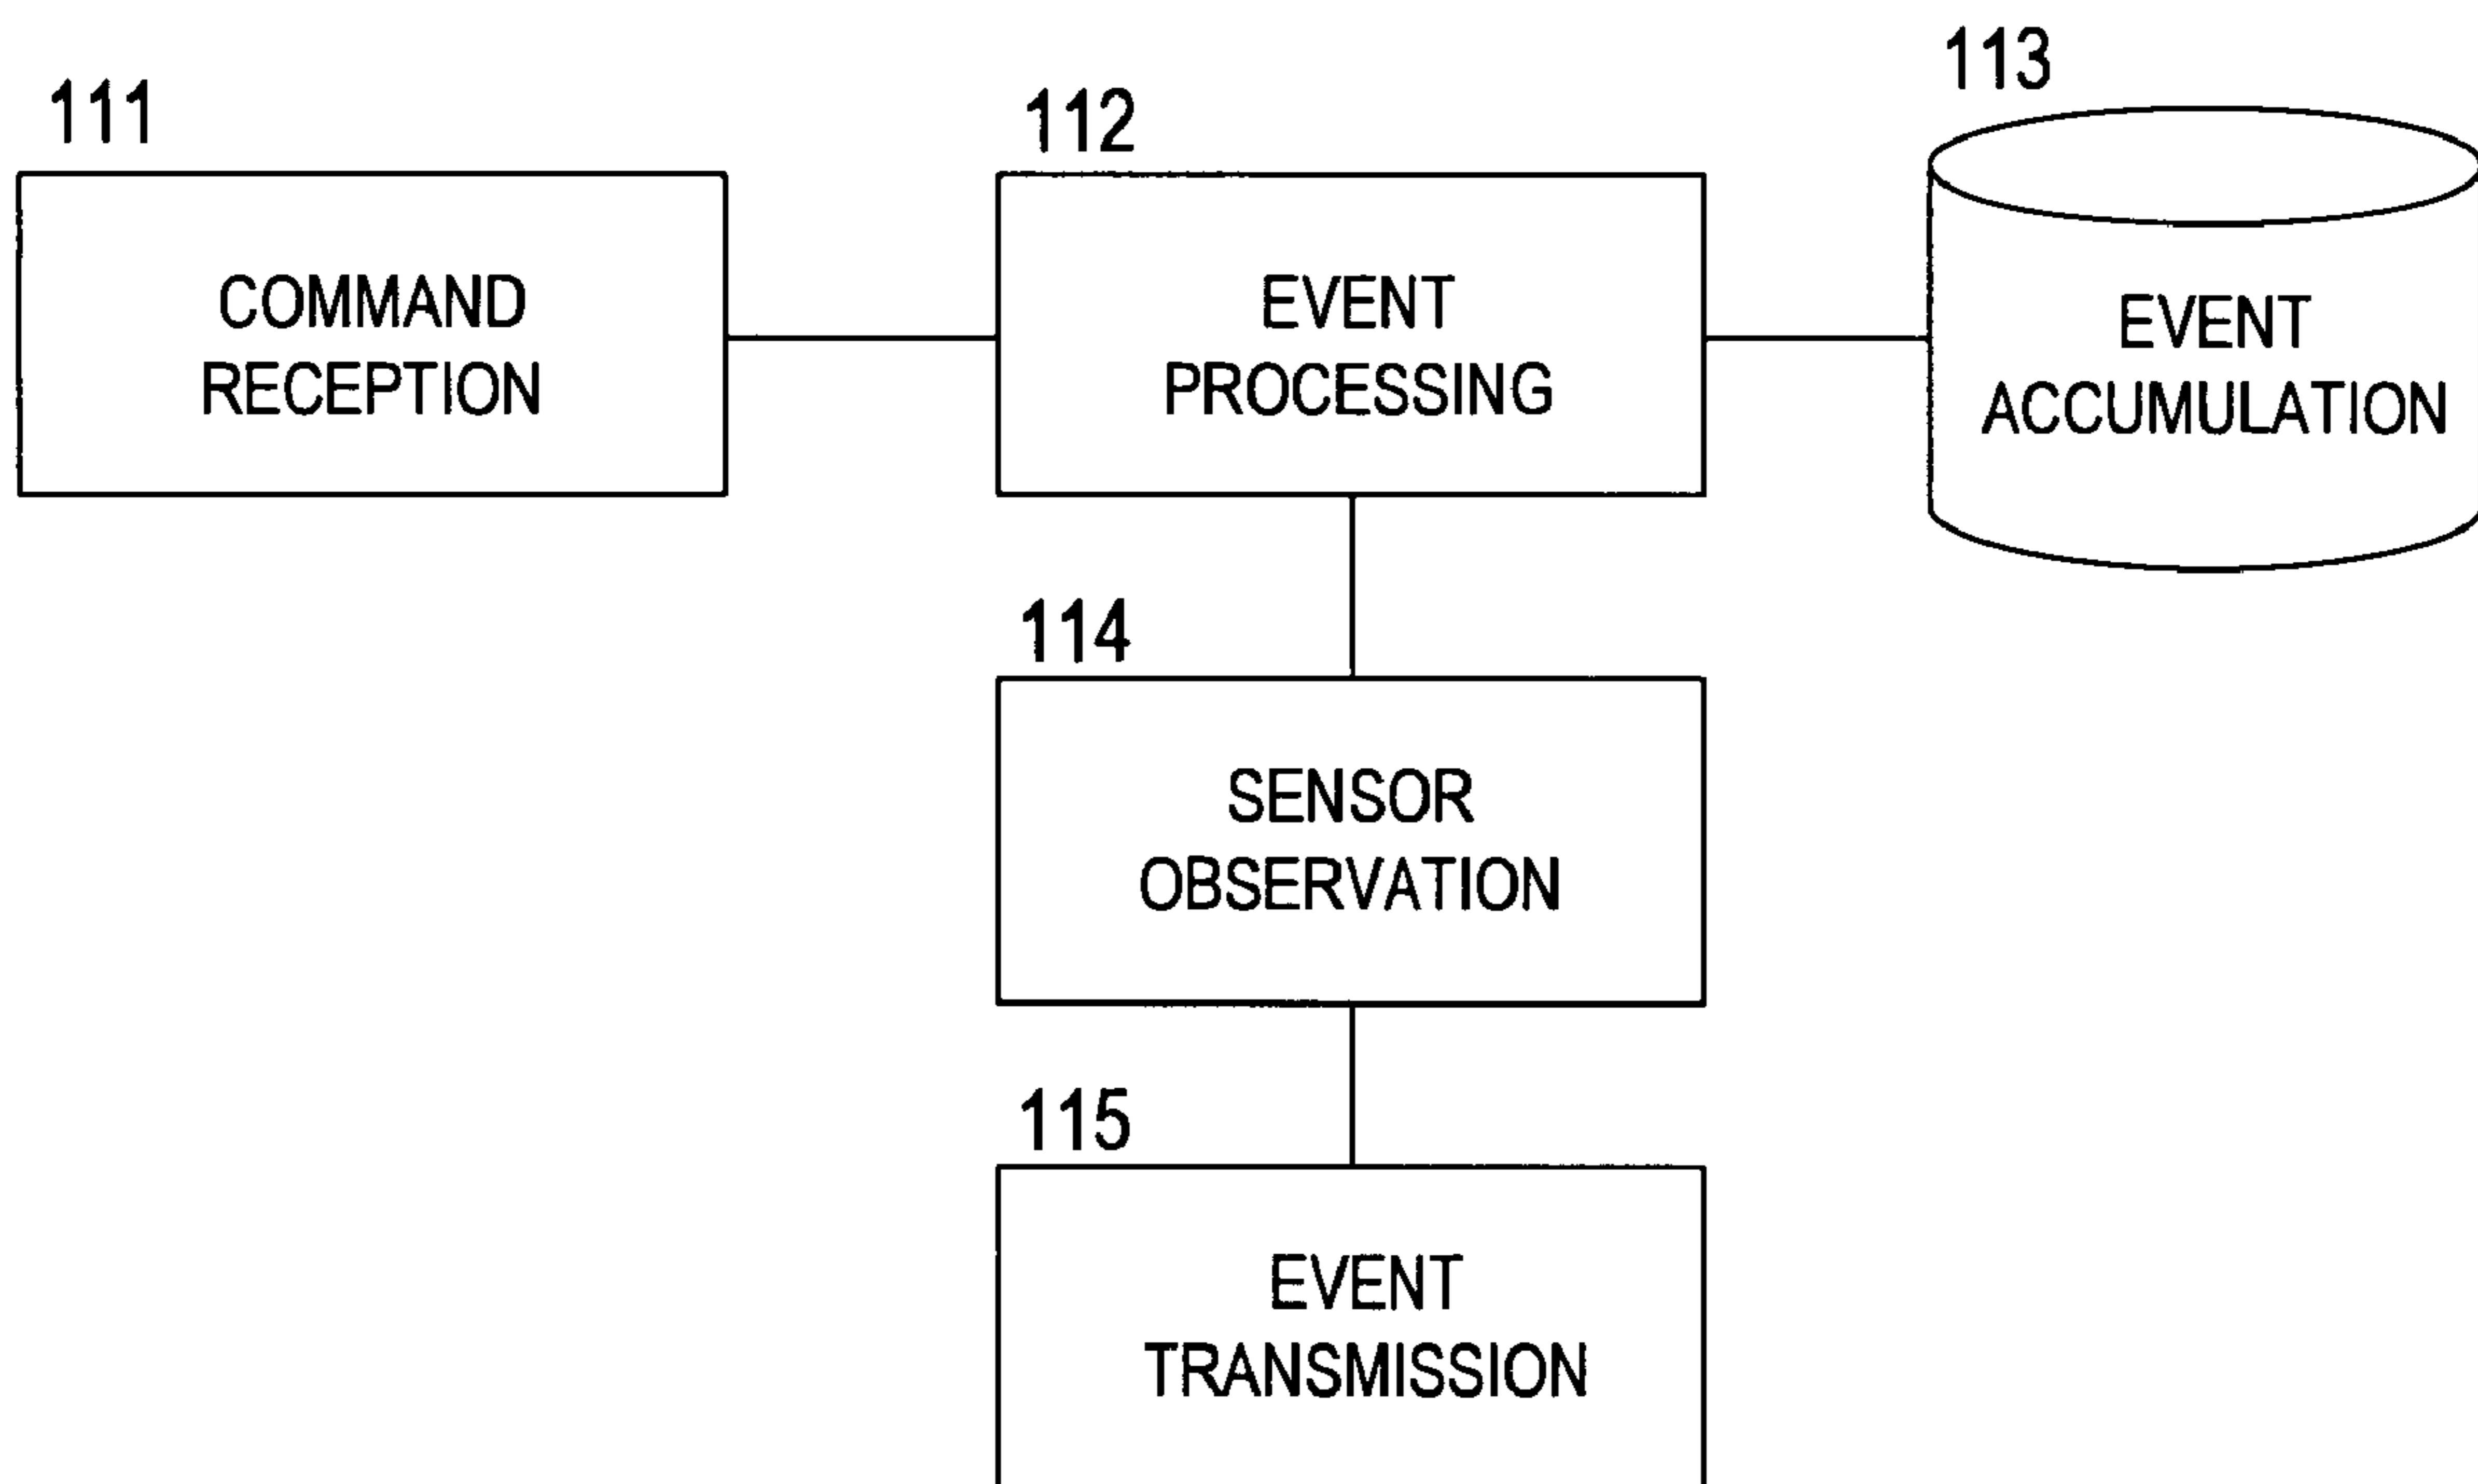 111
COMMAND
RECEPTION
112
EVENT
PROCESSING
113
EVENT
ACCUMULATION
114
SENSOR
OBSERVATION
115
EVENT
TRANSMISSION